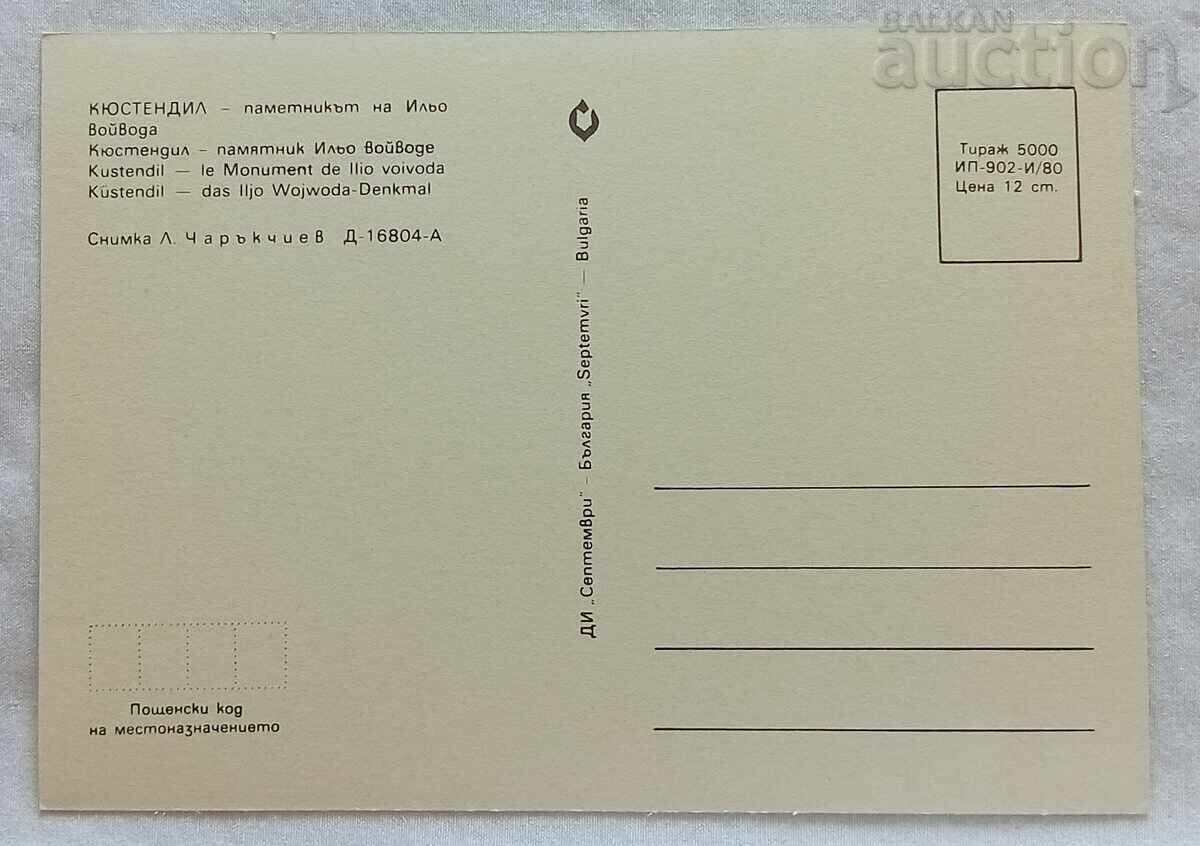 BALKAN
auction
КЮСТЕНДИЛ – паметникът на Ильо
Войвода
Кюстендил – памятник Ильо Войводе
Kustendil — le Monument de Ilio voivoda
Küstendil — das Iljo Wojwoda-Denkmal
Снимка Л. Чаръкчиев Д-16804-А
ДИ „Септември" – България „Septemvri" — Bulgaria
Тираж 5000
ИП-902-И/80
Цена 12 ст.
Пощенски код
на местоназначението